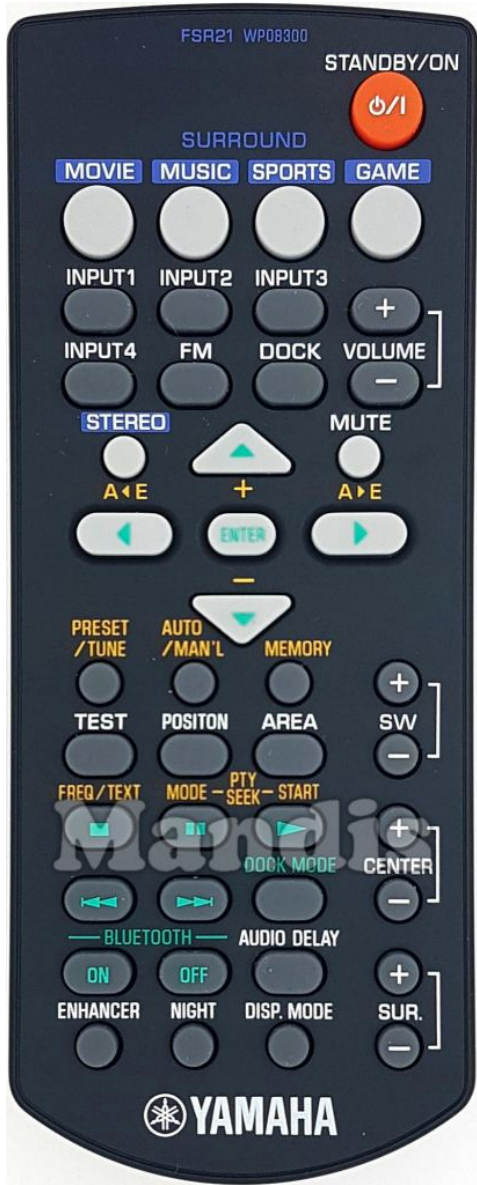 FSR21 WP08300
STANDBY/ON
⏻/I
SURROUND
MOVIE MUSIC SPORTS GAME
INPUT1 INPUT2 INPUT3
+
INPUT4 FM DOCK VOLUME
−
STEREO MUTE
A◄E + A►E
ENTER
−
PRESET /TUNE AUTO /MAN'L MEMORY
+
TEST POSITON AREA SW
−
FREQ/TEXT MODE PTY SEEK START
Mandis
+
DOCK MODE CENTER
−
BLUETOOTH AUDIO DELAY
ON OFF +
ENHANCER NIGHT DISP. MODE SUR.
−
YAMAHA